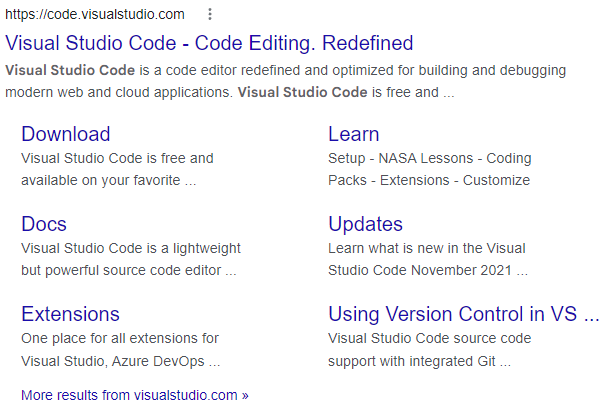 https://code.visualstudio.com
Visual Studio Code - Code Editing. Redefined
Visual Studio Code is a code editor redefined and optimized for building and debugging
modern web and cloud applications. Visual Studio Code is free and ...
Download
Visual Studio Code is free and
available on your favorite ...
Learn
Setup - NASA Lessons - Coding
Packs - Extensions - Customize
Docs
Visual Studio Code is a lightweight
but powerful source code editor ...
Updates
Learn what is new in the Visual
Studio Code November 2021 ...
Extensions
One place for all extensions for
Visual Studio, Azure DevOps ...
Using Version Control in VS ...
Visual Studio Code source code
support with integrated Git ...
More results from visualstudio.com »